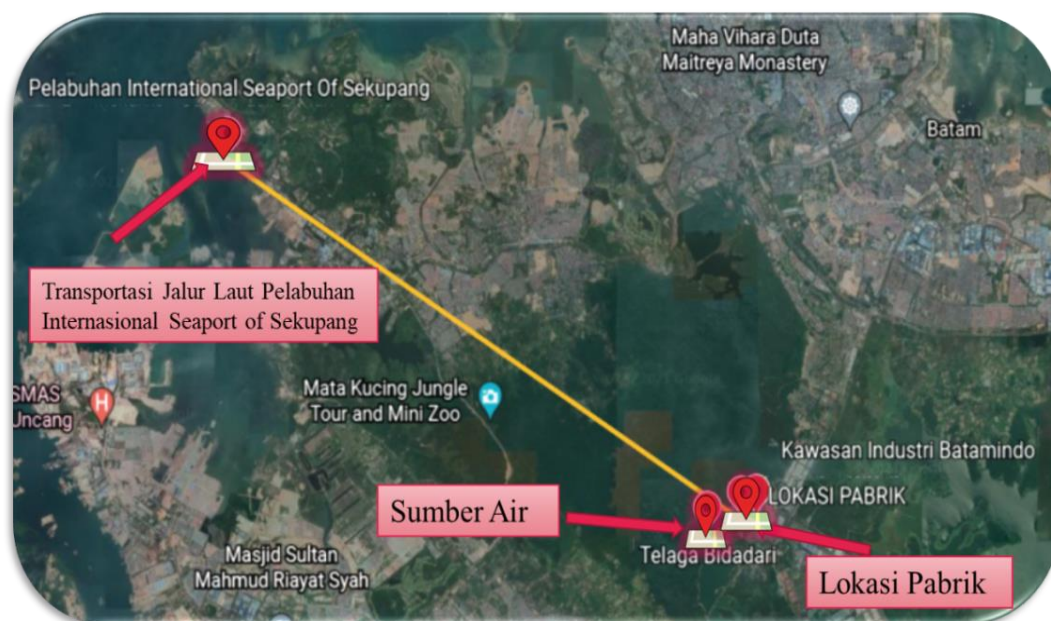 Maha Vihara Duta
Maitreya Monastery
Pelabuhan International Seaport Of Sekupang
Batam
Transportasi Jalur Laut Pelabuhan
Internasional Seaport of Sekupang
SMAS
Uncang
Mata Kucing Jungle
Tour and Mini Zoo
Kawasan Industri Batamindo
LOKASI PABRIK
Sumber Air
Telaga Bidadari
Masjid Sultan
Mahmud Riayat Syah
Lokasi Pabrik